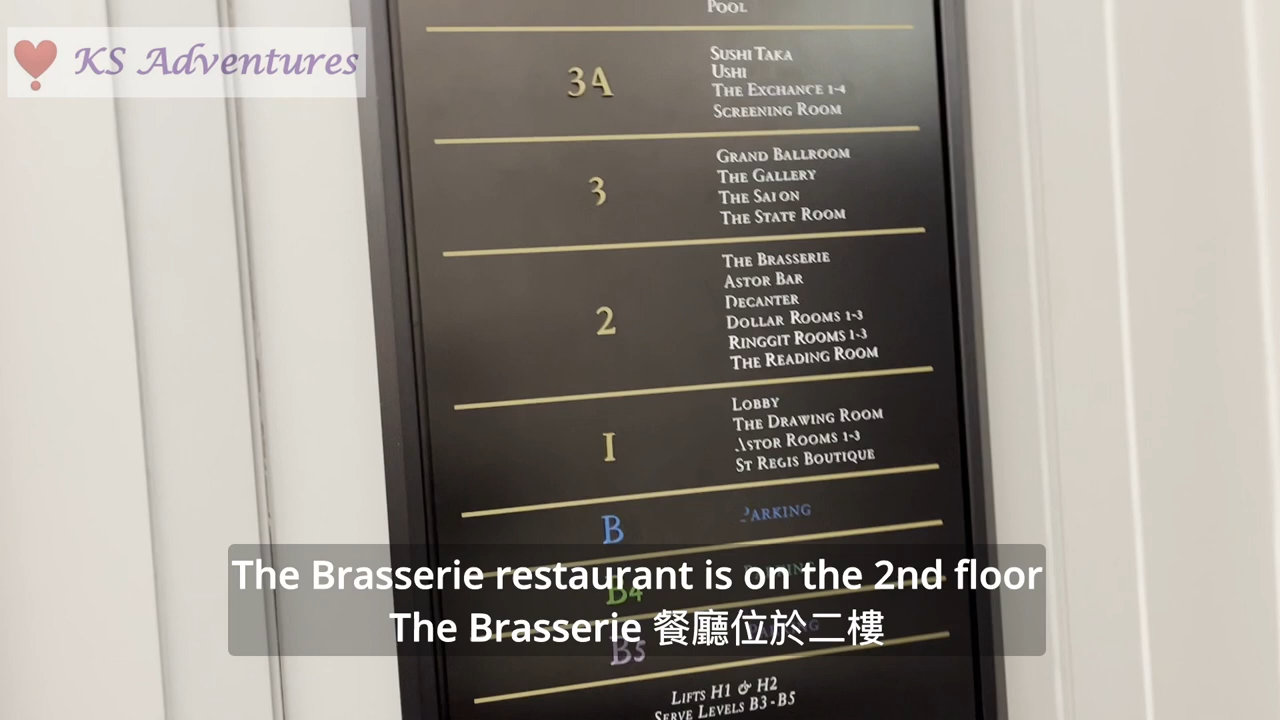 KS Adventures
POOL
3A
SUSHI TAKA
USHI
THE EXCHANGE 1-4
SCREENING ROOM
3
GRAND BALLROOM
THE GALLERY
THE SALON
THE STATE ROOM
2
THE BRASSERIE
ASTOR BAR
DECANTER
DOLLAR ROOMS 1-3
RINGGIT ROOMS 1-3
THE READING ROOM
1
LOBBY
THE DRAWING ROOM
ASTOR ROOMS 1-3
ST REGIS BOUTIQUE
B
PARKING
B4
PARKING
B5
PARKING
The Brasserie restaurant is on the 2nd floor
The Brasserie 餐廳位於二樓
LIFTS H1 & H2
SERVE LEVELS B3-B5